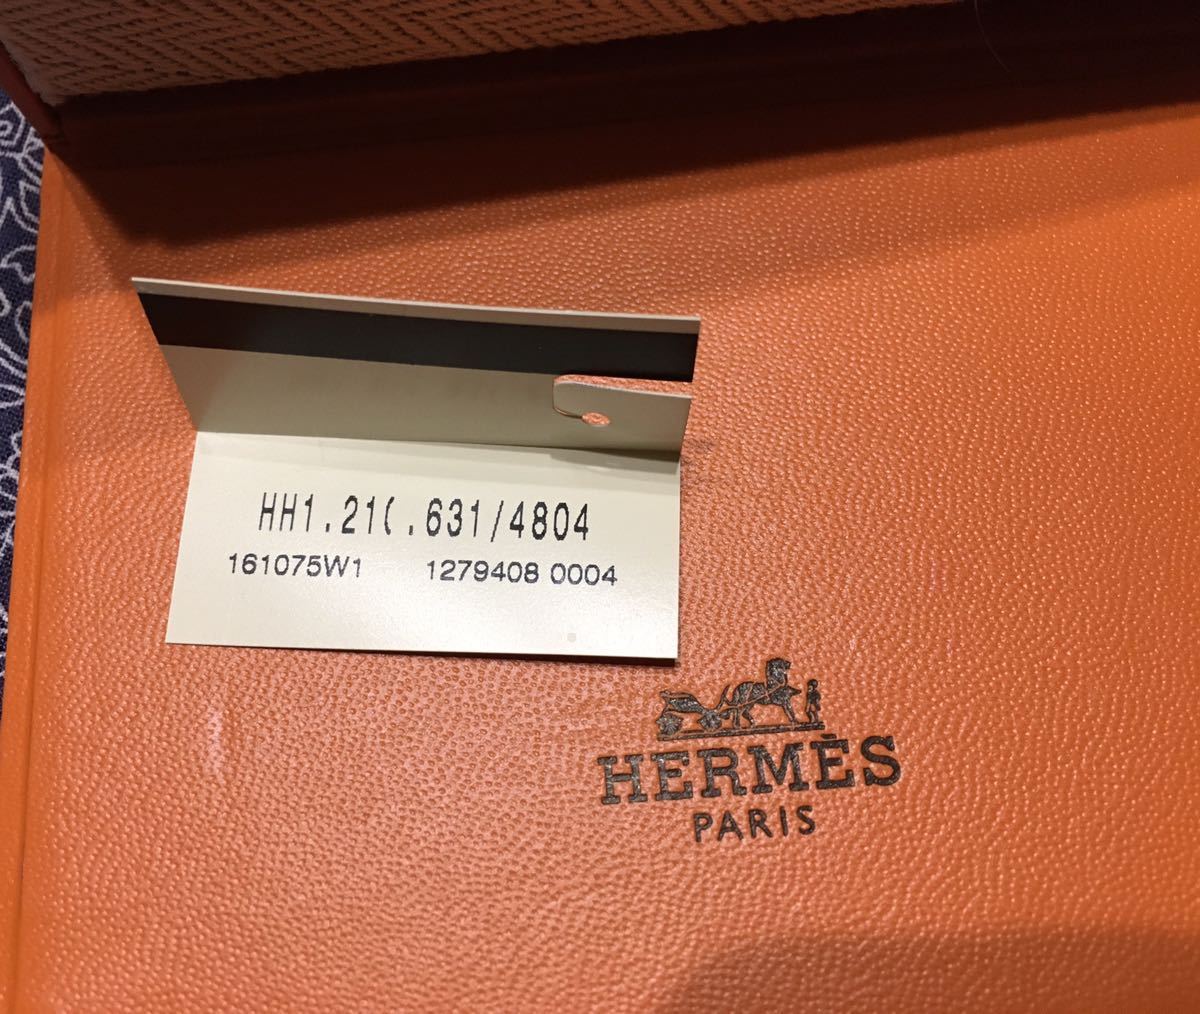 HH1.21(.631/4804
161075W1 1279408 0004
HERMÈS
PARIS